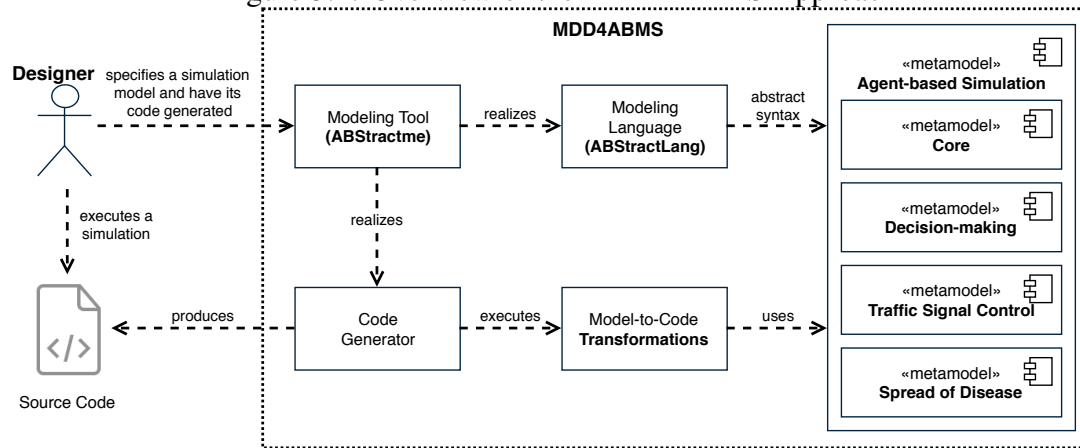 MDD4ABMS
Designer
specifies a simulation
model and have its
code generated
Modeling Tool
(ABStractme)
realizes
Modeling
Language
(ABStractLang)
abstract
syntax
«metamodel»
Agent-based Simulation
«metamodel»
Core
«metamodel»
Decision-making
«metamodel»
Traffic Signal Control
«metamodel»
Spread of Disease
executes a
simulation
realizes
Source Code
produces
Code
Generator
executes
Model-to-Code
Transformations
uses